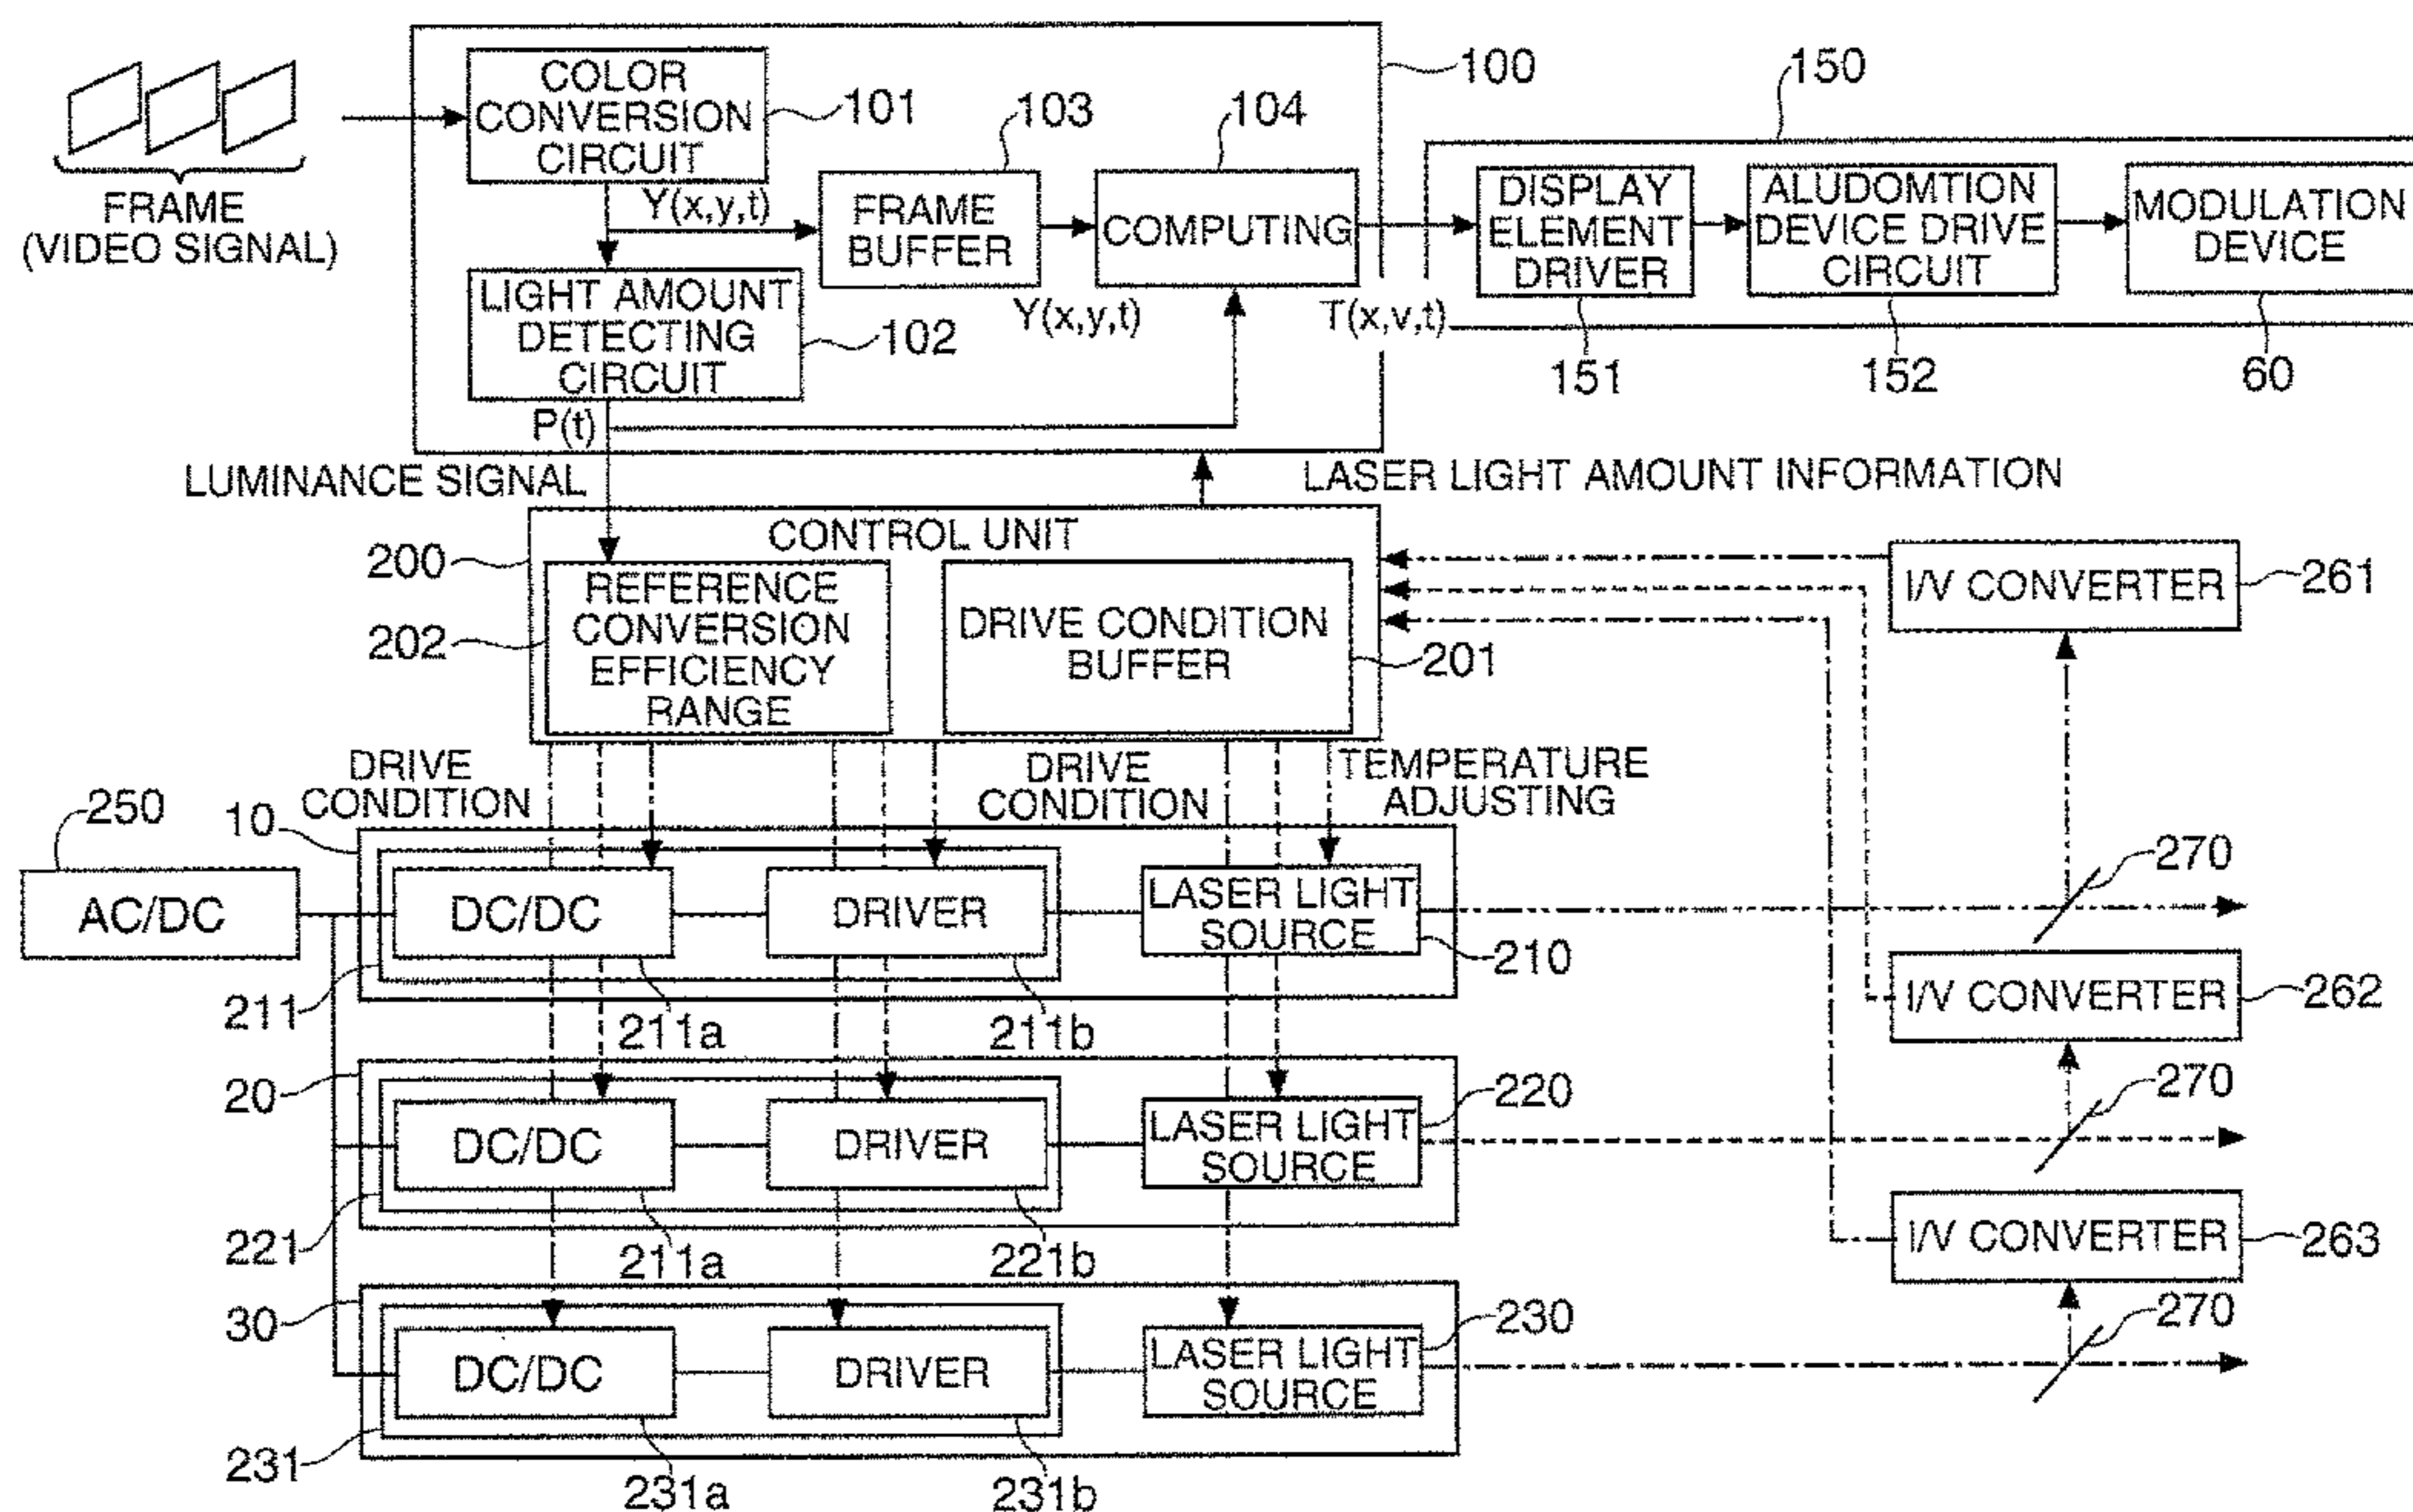 COLOR
CONVERSION
CIRCUIT
101
100
150
103
104
FRAME
(VIDEO SIGNAL)
Y(x,y,t)
FRAME
BUFFER
COMPUTING
DISPLAY
ELEMENT
DRIVER
ALUDOMTION
DEVICE DRIVE
CIRCUIT
MODULATION
DEVICE
LIGHT AMOUNT
DETECTING
CIRCUIT
102
Y(x,y,t)
T(x,v,t)
151
152
60
P(t)
LUMINANCE SIGNAL
LASER LIGHT AMOUNT INFORMATION
CONTROL UNIT
200
202
REFERENCE
CONVERSION
EFFICIENCY
RANGE
DRIVE CONDITION
BUFFER
201
I/V CONVERTER
261
DRIVE
CONDITION
DRIVE
CONDITION
TEMPERATURE
ADJUSTING
250
10
AC/DC
DC/DC
DRIVER
LASER LIGHT
SOURCE
210
270
211
211a
211b
I/V CONVERTER
262
20
DC/DC
DRIVER
LASER LIGHT
SOURCE
220
270
221
211a
221b
I/V CONVERTER
263
30
DC/DC
DRIVER
LASER LIGHT
SOURCE
230
270
231
231a
231b